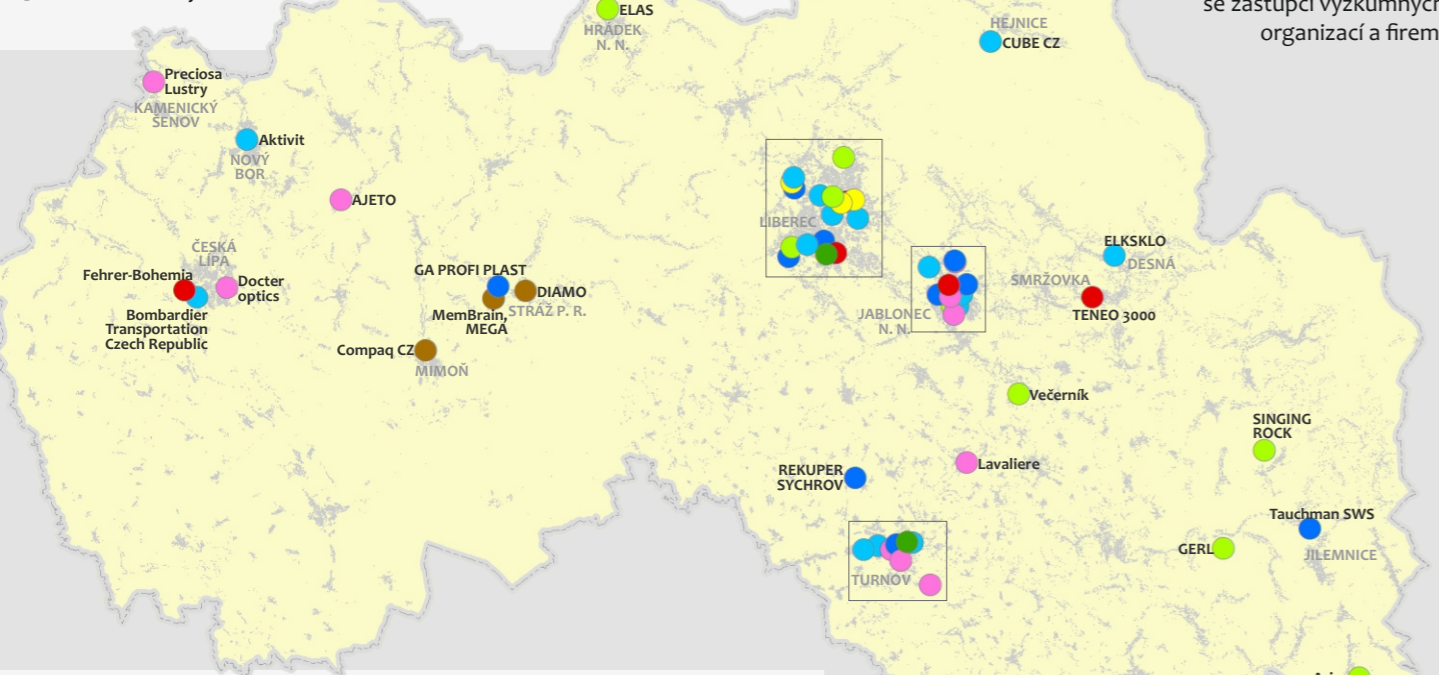 se zástupci výzkumných
organizací a firem
ELAS
HRÁDEK
N. N.
HEJNICE
CUBE CZ
Preciosa
Lustry
KAMENICKÝ
ŠENOV
Aktivit
NOVÝ
BOR
AJETO
LIBEREC
ČESKÁ
LÍPA
Fehrer-Bohemia
Docter
optics
Bombardier
Transportation
Czech Republic
GA PROFI PLAST
DIAMO
STRÁŽ P. R.
MemBrain,
MEGA
Compaq CZ
MIMOŇ
ELKSKLO
DESNÁ
SMRŽOVKA
TENEO 3000
JABLONEC
N. N.
Večerník
SINGING
ROCK
Lavaliere
REKUPER
SYCHROV
Tauchman SWS
JILEMNICE
GERL
TURNOV